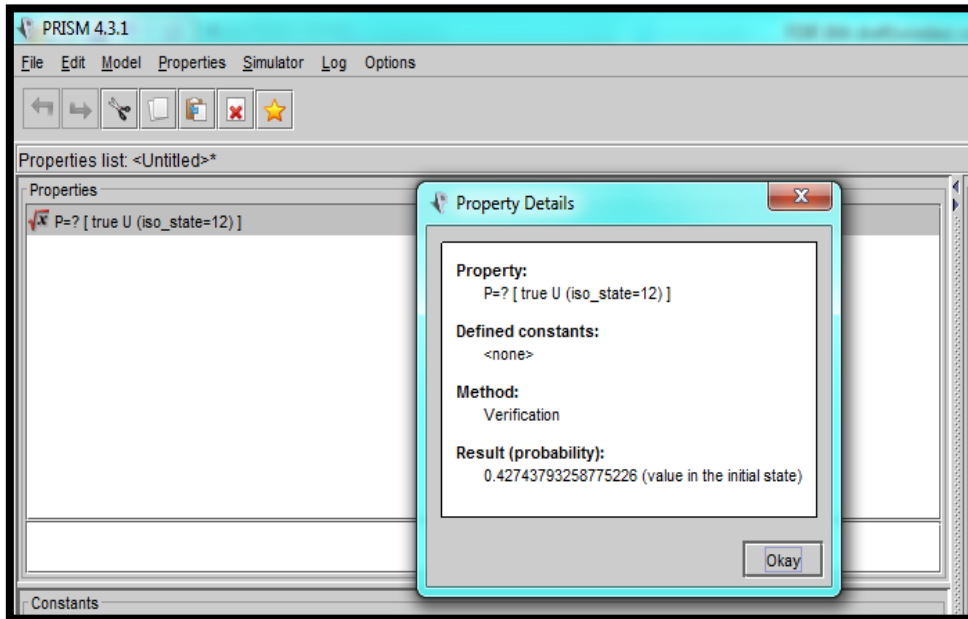 PRISM 4.3.1
File Edit Model Properties Simulator Log Options
Properties list: <Untitled>*
Properties
P=? [ true U (iso_state=12) ]
Property Details
Property:
P=? [ true U (iso_state=12) ]
Defined constants:
<none>
Method:
Verification
Result (probability):
0.42743793258775226 (value in the initial state)
Okay
Constants